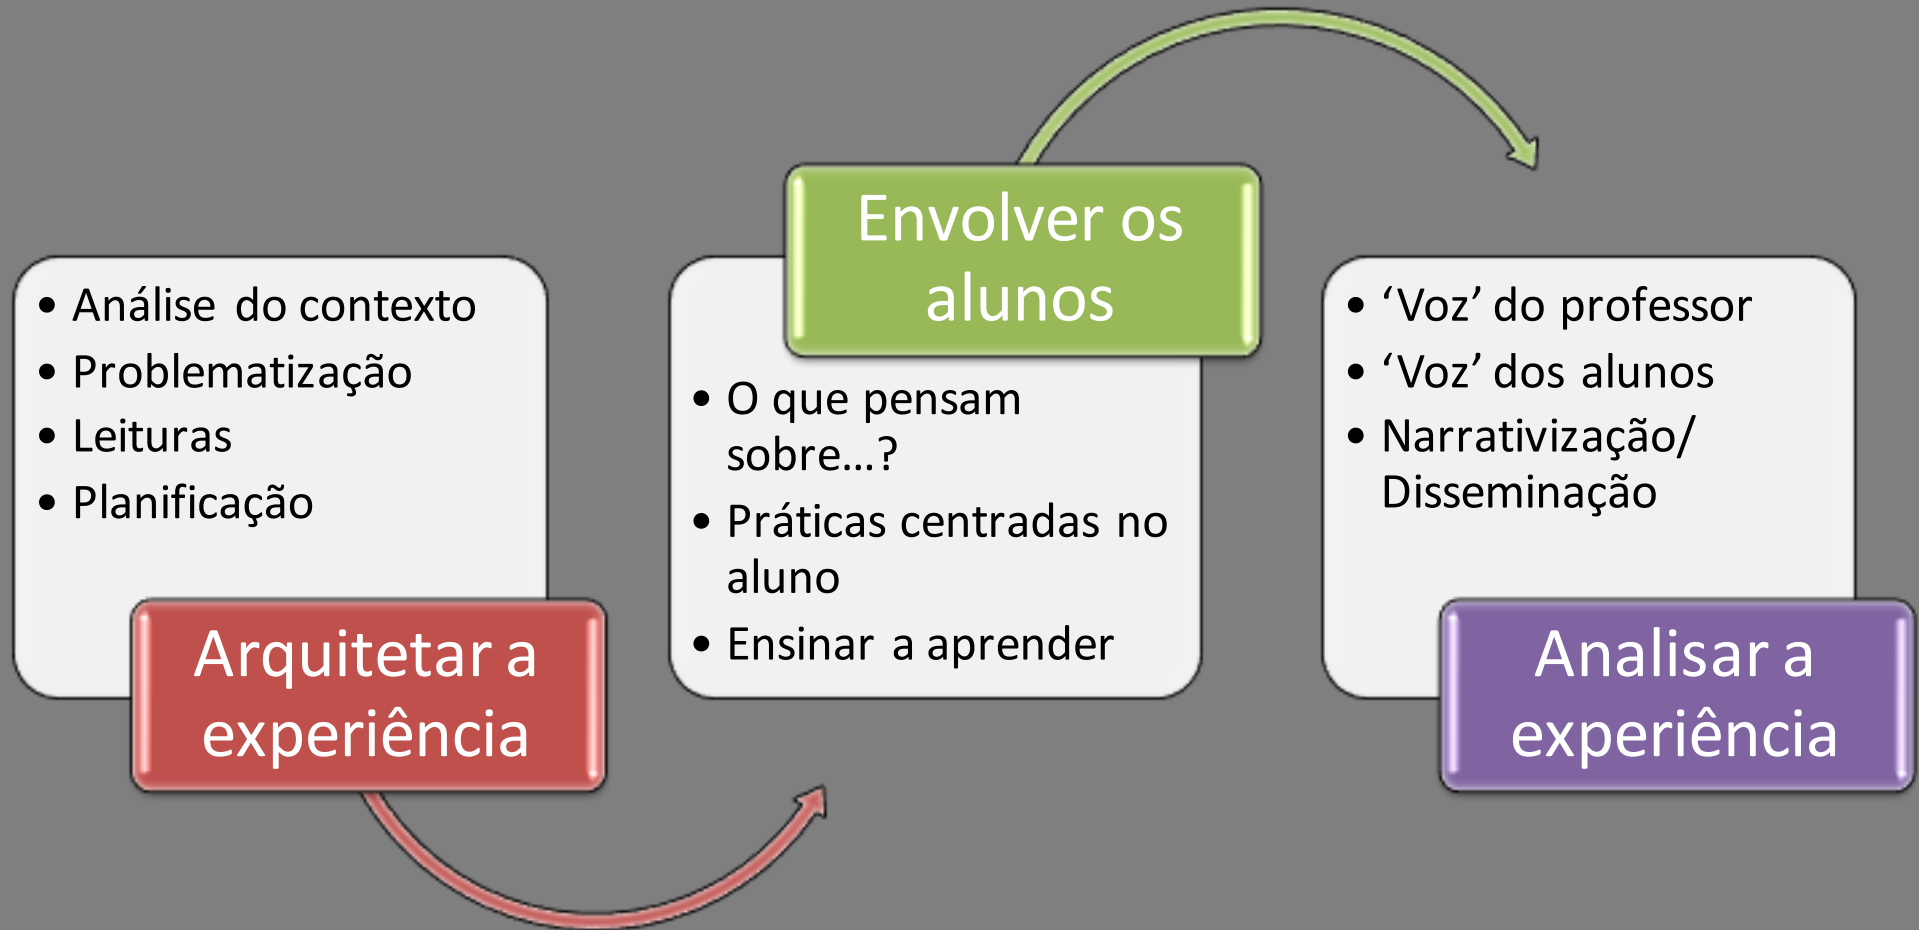 • Análise do contexto
• Problematização
• Leituras
• Planificação
Arquitetar a
experiência
Envolver os
alunos
• O que pensam
sobre...?
• Práticas centradas no
aluno
• Ensinar a aprender
• ‘Voz’ do professor
• ‘Voz’ dos alunos
• Narrativização/
Disseminação
Analisar a
experiência